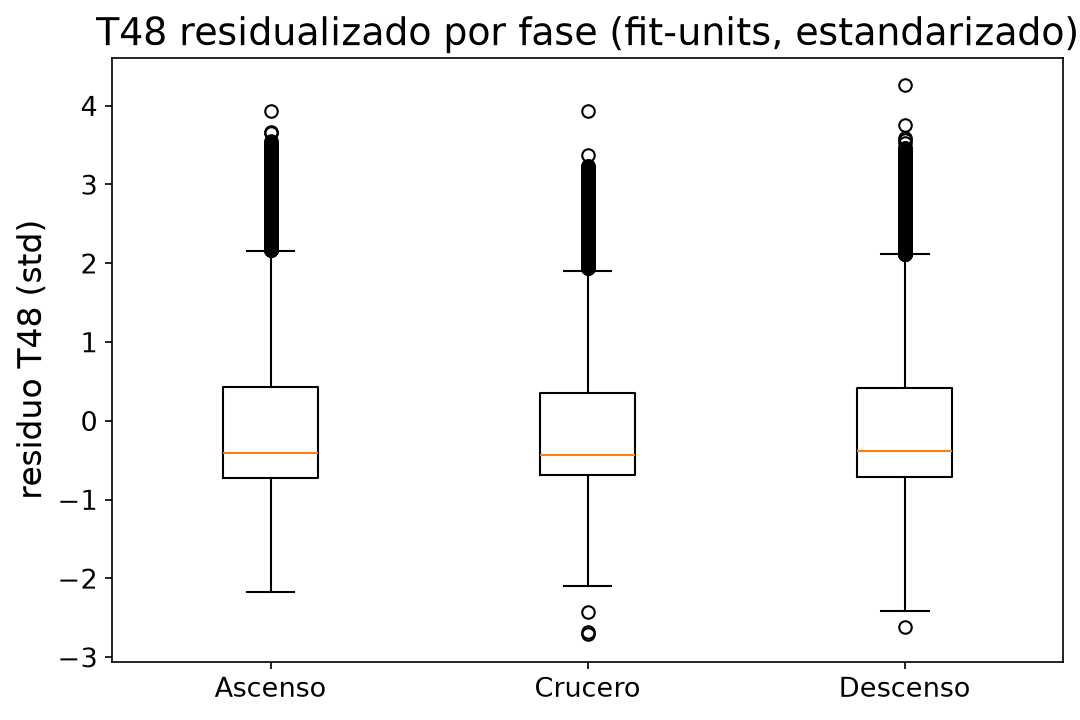 T48 residualizado por fase (fit-units, estandarizado)
residuo T48 (std)
4
3
2
1
0
−1
−2
−3
Ascenso
Crucero
Descenso